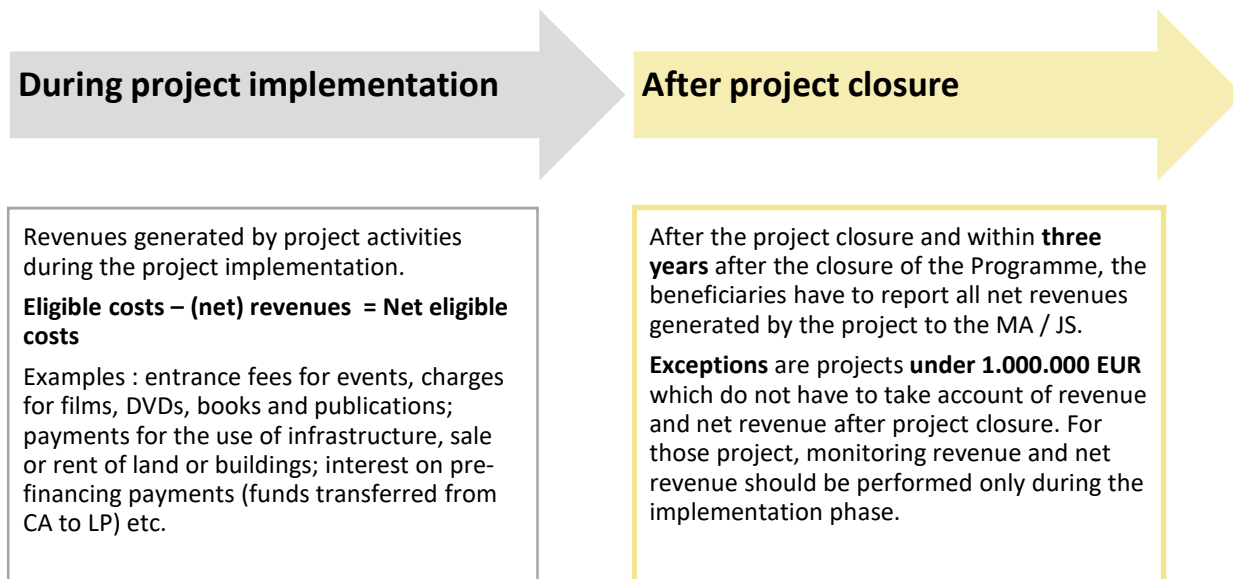 During project implementation
After project closure
Revenues generated by project activities
during the project implementation.
Eligible costs – (net) revenues = Net eligible
costs
Examples : entrance fees for events, charges
for films, DVDs, books and publications;
payments for the use of infrastructure, sale
or rent of land or buildings; interest on pre-
financing payments (funds transferred from
CA to LP) etc.
After the project closure and within three
years after the closure of the Programme, the
beneficiaries have to report all net revenues
generated by the project to the MA / JS.
Exceptions are projects under 1.000.000 EUR
which do not have to take account of revenue
and net revenue after project closure. For
those project, monitoring revenue and net
revenue should be performed only during the
implementation phase.